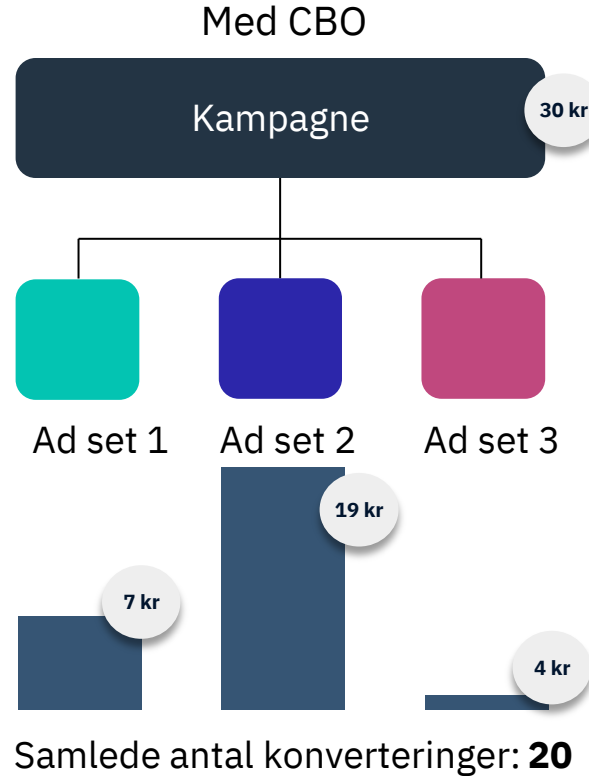 Med CBO
Kampagne
30 kr
Ad set 1
Ad set 2
Ad set 3
19 kr
7 kr
4 kr
Samlede antal konverteringer: 20